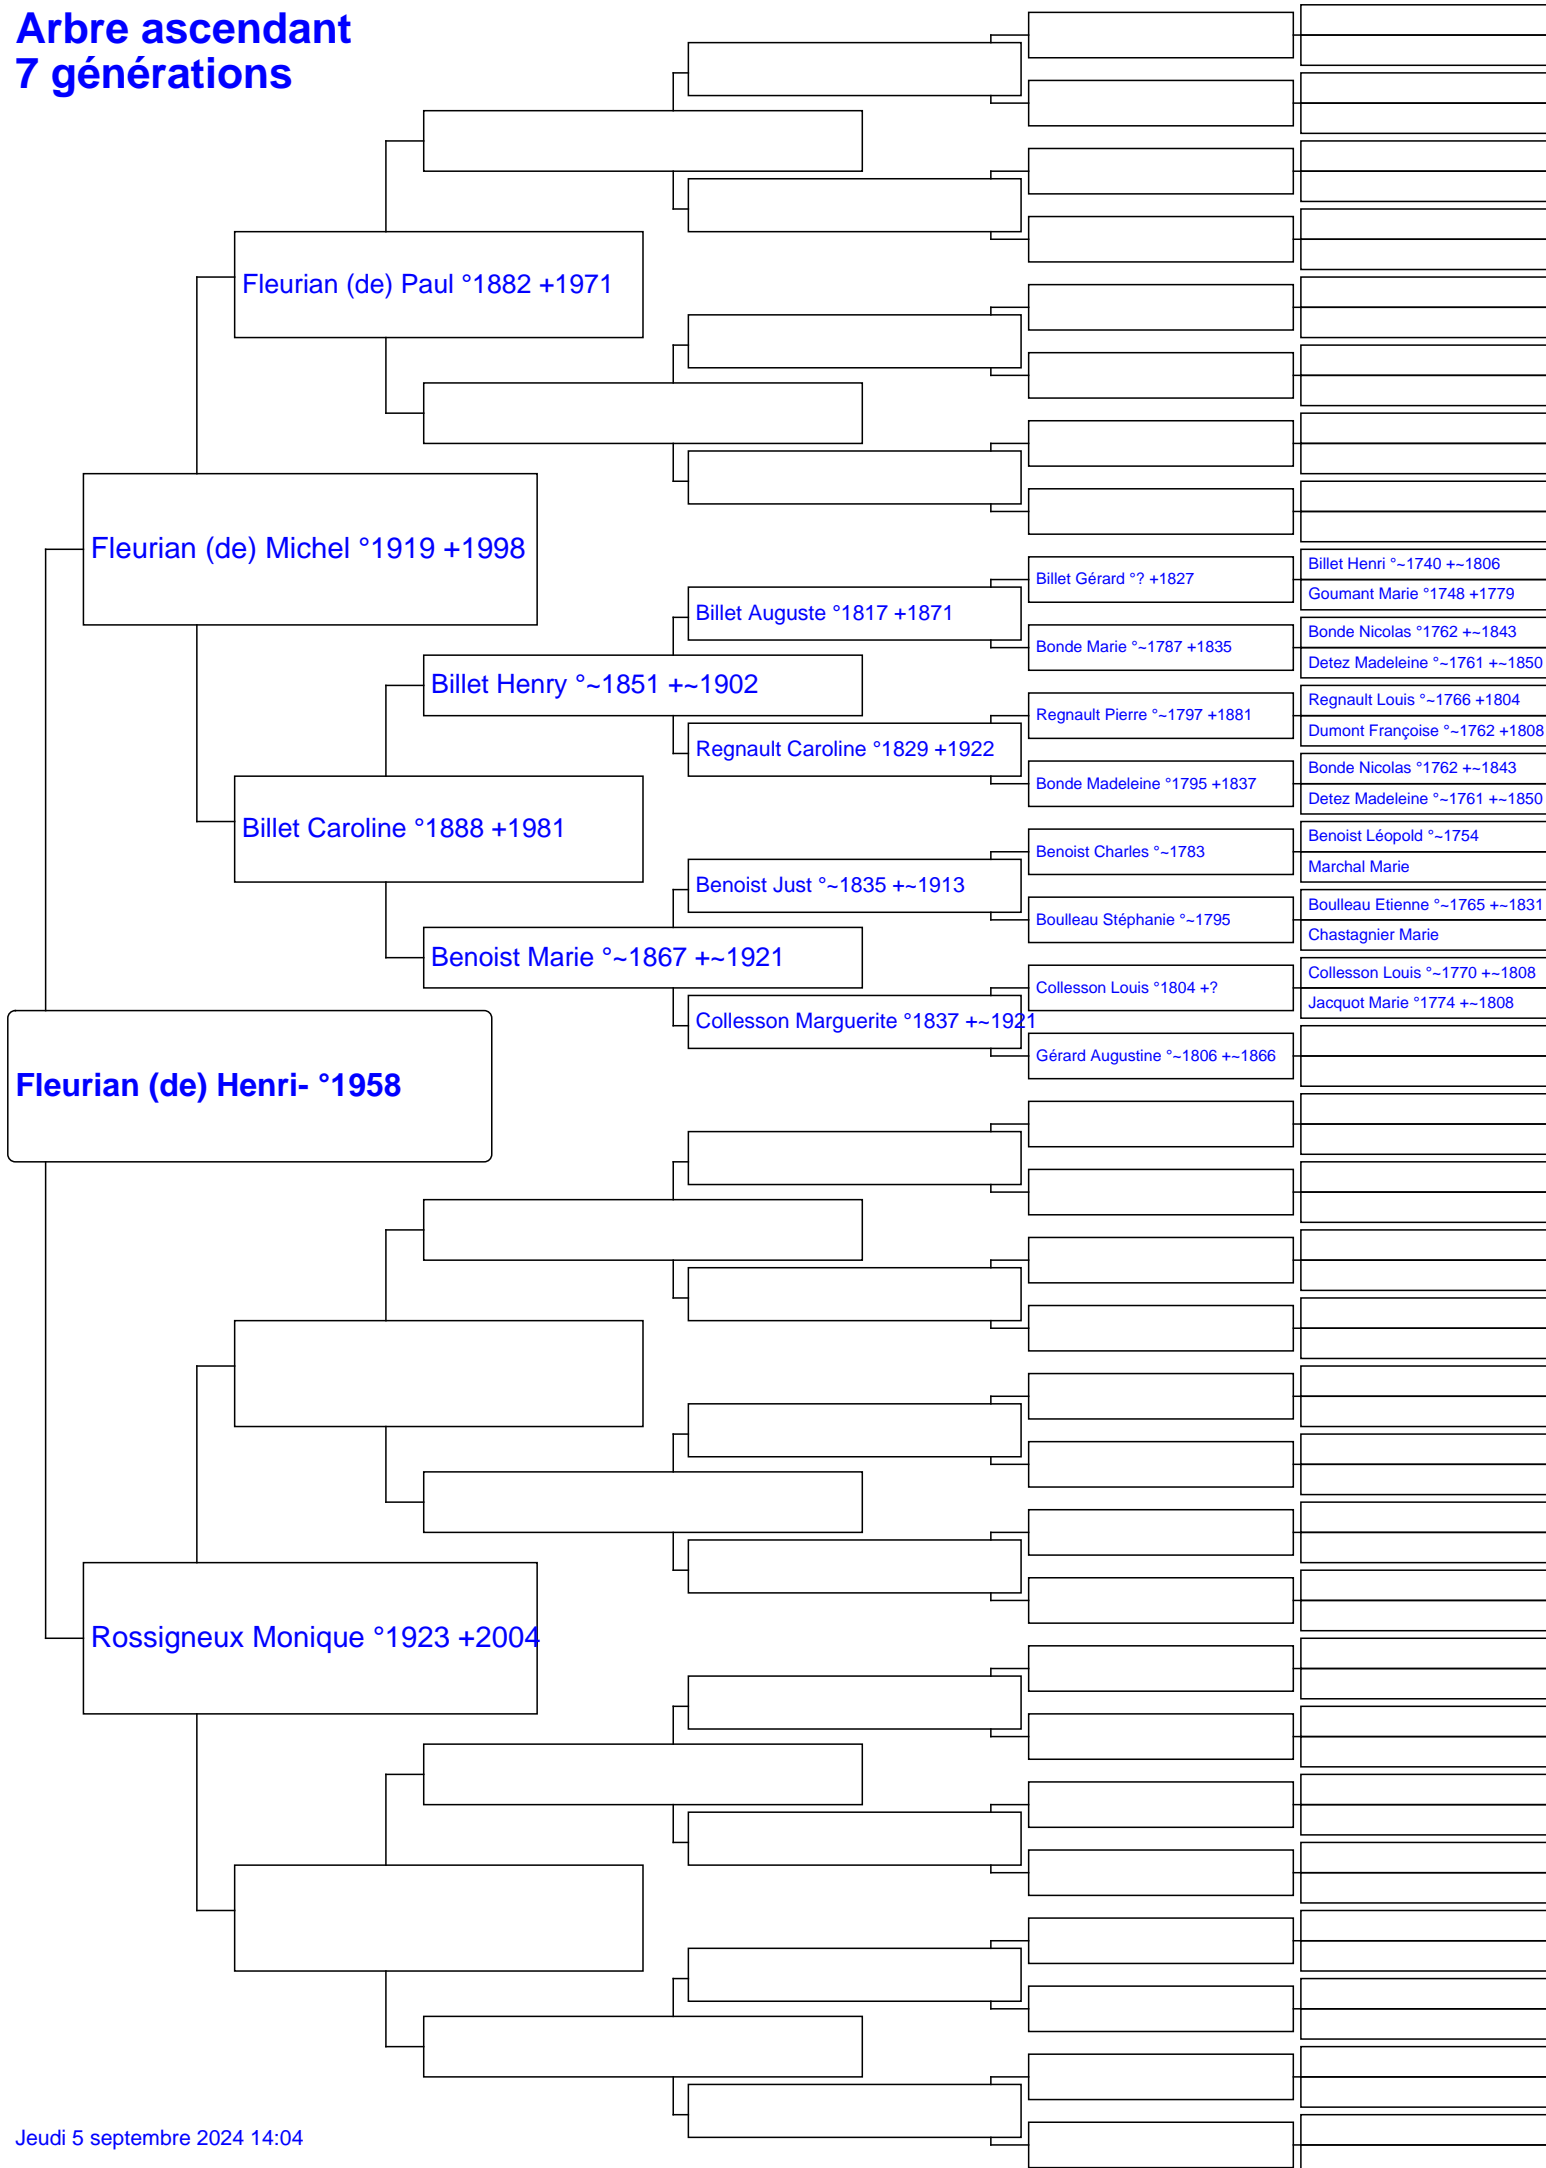 Arbre ascendant
7 générations
Fleurian (de) Paul °1882 +1971
Fleurian (de) Michel °1919 +1998
Billet Henri °~1740 +~1806
Billet Gérard °? +1827
Goumant Marie °1748 +1779
Billet Auguste °1817 +1871
Bonde Nicolas °1762 +~1843
Bonde Marie °~1787 +1835
Detez Madeleine °~1761 +~1850
Billet Henry °~1851 +~1902
Regnault Louis °~1766 +1804
Regnault Pierre °~1797 +1881
Dumont Françoise °~1762 +1808
Regnault Caroline °1829 +1922
Bonde Nicolas °1762 +~1843
Bonde Madeleine °1795 +1837
Detez Madeleine °~1761 +~1850
Billet Caroline °1888 +1981
Benoist Léopold °~1754
Benoist Charles °~1783
Marchal Marie
Benoist Just °~1835 +~1913
Boulleau Etienne °~1765 +~1831
Boulleau Stéphanie °~1795
Chastagnier Marie
Benoist Marie °~1867 +~1921
Collesson Louis °~1770 +~1808
Collesson Louis °1804 +?
Jacquot Marie °1774 +~1808
Collesson Marguerite °1837 +~1921
Gérard Augustine °~1806 +~1866
Fleurian (de) Henri- °1958
Rossigneux Monique °1923 +2004
Jeudi 5 septembre 2024 14:04